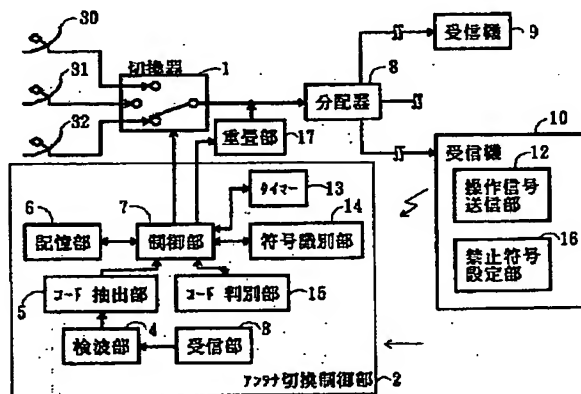 30
31
32
切換器
1
重畳部
17
分配器
8
受信機
9
10
受信機
12
操作信号
送信部
禁止符号
設定部
16
6
記憶部
7
制御部
タイマー
13
14
符号識別部
5
コード 抽出部
コード 判別部
15
4
検波部
受信部
3
アンテナ切換制御部
2